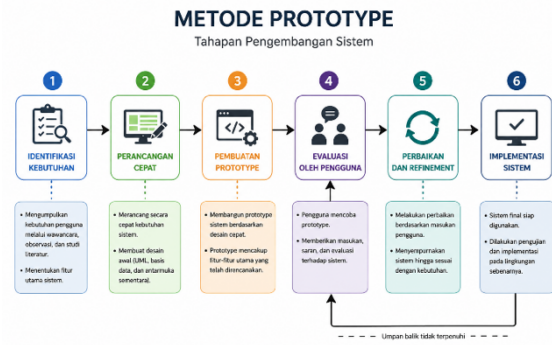 METODE PROTOTYPE
Tahapan Pengembangan Sistem
1
2
3
4
5
6
IDENTIFIKASI
KEBUTUHAN
PERANCANGAN
CEPAT
PEMBUATAN
PROTOTYPE
EVALUASI
OLEH PENGGUNA
PERBAIKAN
DAN REFINEMENT
IMPLEMENTASI
SISTEM
• Mengumpulkan
kebutuhan pengguna
melalui wawancara,
observasi, dan studi
literatur.
• Menentukan fitur
utama sistem.
• Merancang secara
cepat kebutuhan
sistem.
• Membuat desain
awal (UML, basis
data, dan antarmuka
sementara).
• Membangun prototype
sistem berdasarkan
desain cepat.
• Prototype mencakup
fitur-fitur utama yang
telah direncanakan.
• Pengguna mencoba
prototype.
• Memberikan masukan,
saran, dan evaluasi
terhadap sistem.
• Melakukan perbaikan
berdasarkan masukan
pengguna.
• Menyempurnakan
sistem hingga sesuai
dengan kebutuhan.
• Sistem final siap
digunakan.
• Dilakukan pengujian
dan implementasi
pada lingkungan
sebenarnya.
Umpan balik tidak terpenuhi